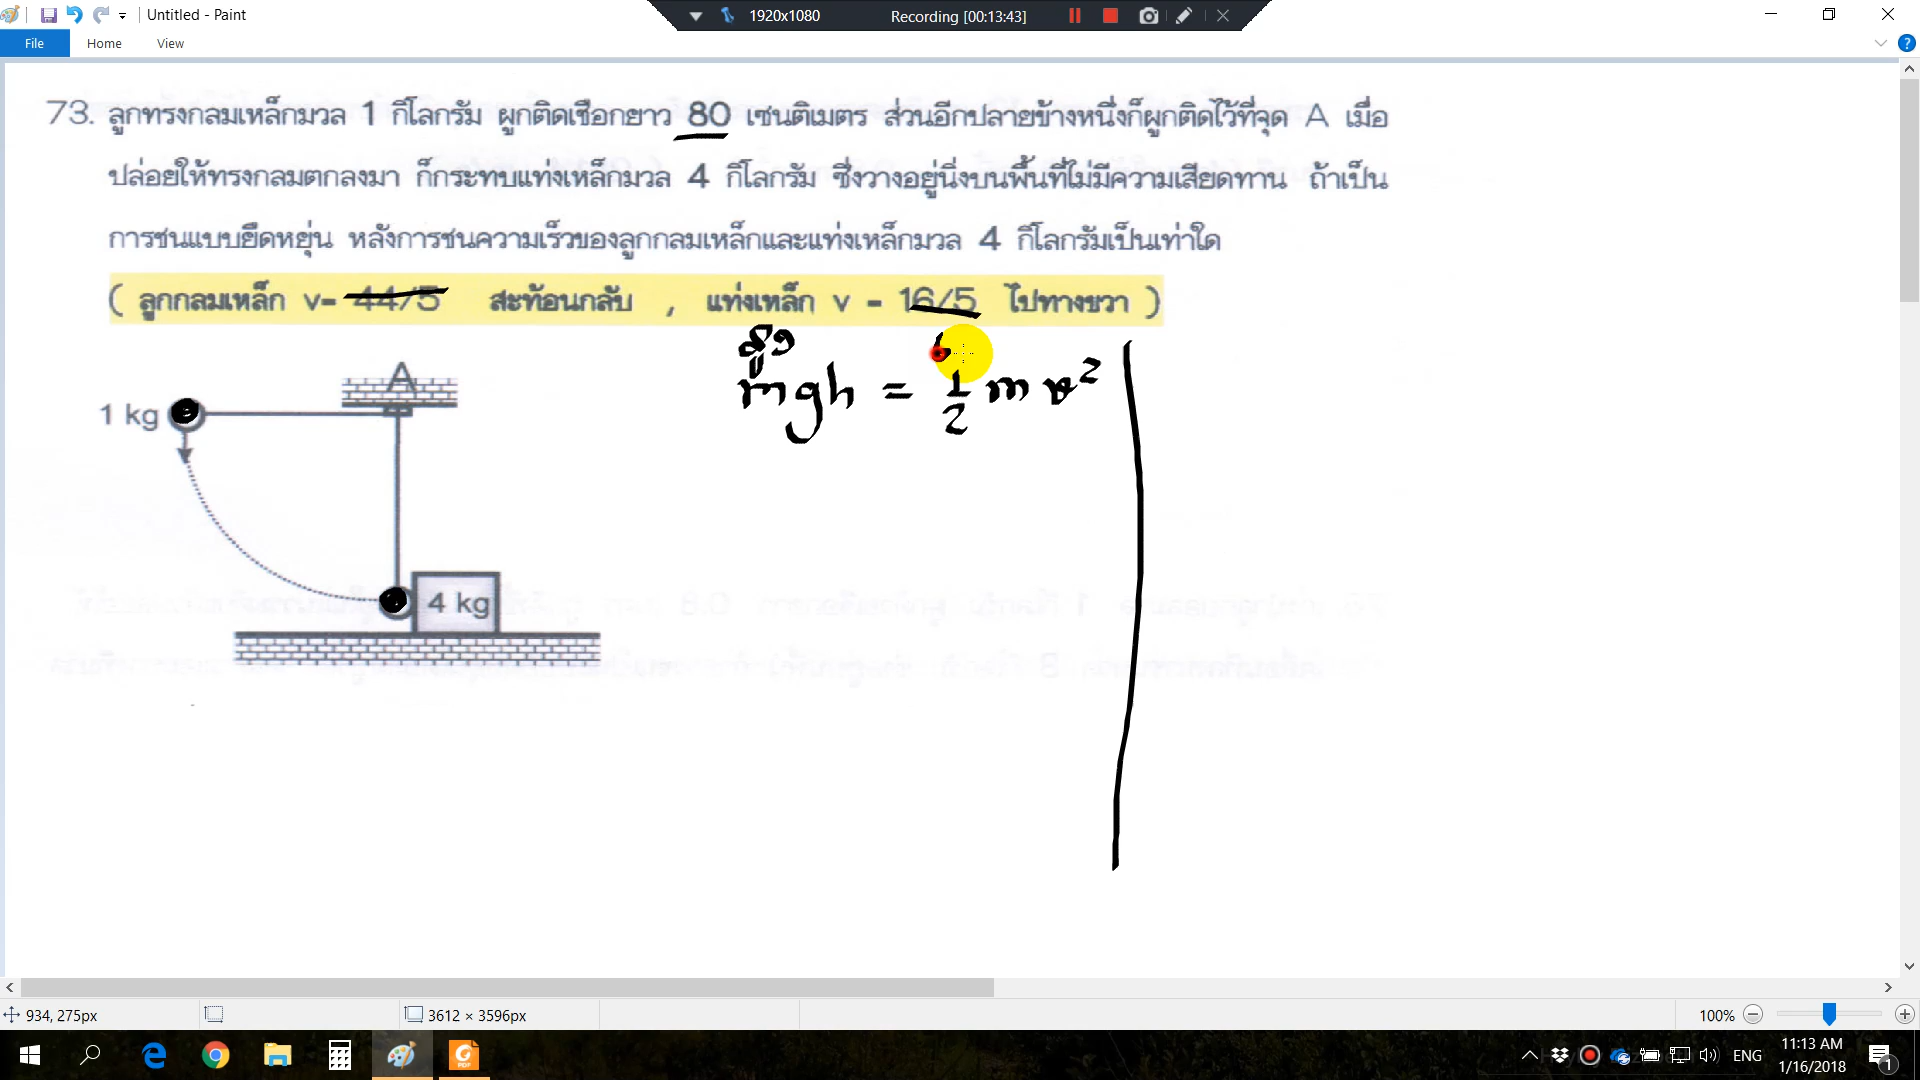 Untitled - Paint
1920x1080
Recording [00:13:43]
File Home View
73. ลูกทรงกลมเหล็กมวล 1 กิโลกรัม ผูกติดเชือกยาว 80 เซนติเมตร ส่วนอีกปลายข้างหนึ่งก็ผูกติดไว้ที่จุด A เมื่อ
ปล่อยให้ทรงกลมตกลงมา ก็กระทบแท่งเหล็กมวล 4 กิโลกรัม ซึ่งวางอยู่นิ่งบนพื้นที่ไม่มีความเสียดทาน ถ้าเป็น
การชนแบบยืดหยุ่น หลังการชนความเร็วของลูกกลมเหล็กและแท่งเหล็กมวล 4 กิโลกรัมเป็นเท่าใด
( ลูกกลมเหล็ก v= 44/5 สะท้อนกลับ , แท่งเหล็ก v = 16/5 ไปทางขวา )
mgh = 1/2 m v²
A
1 kg
4 kg
934, 275px
3612 × 3596px
100%
ENG
11:13 AM
1/16/2018
1